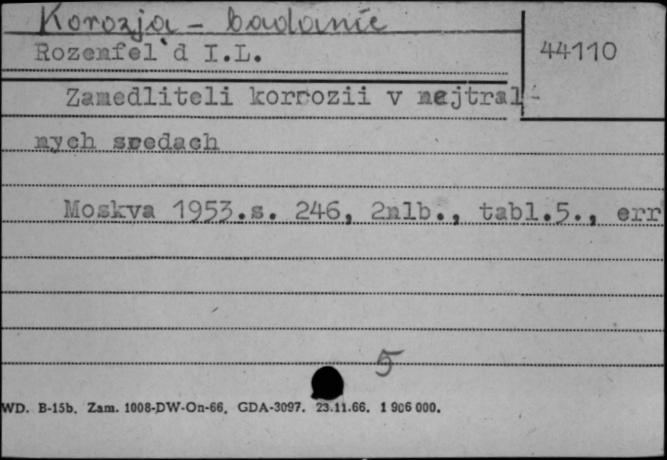 Korozja - badanie
Rozenfel'd I.L.
44110
Zamedliteli korrozii v nejtral-
nych sredach
Moskva 1953.s. 246, 2nlb., tabl.5., err
5
WD. B-15b. Zam. 1008-DW-On-66. GDA-3097. 23.11.66. 1 906 000.